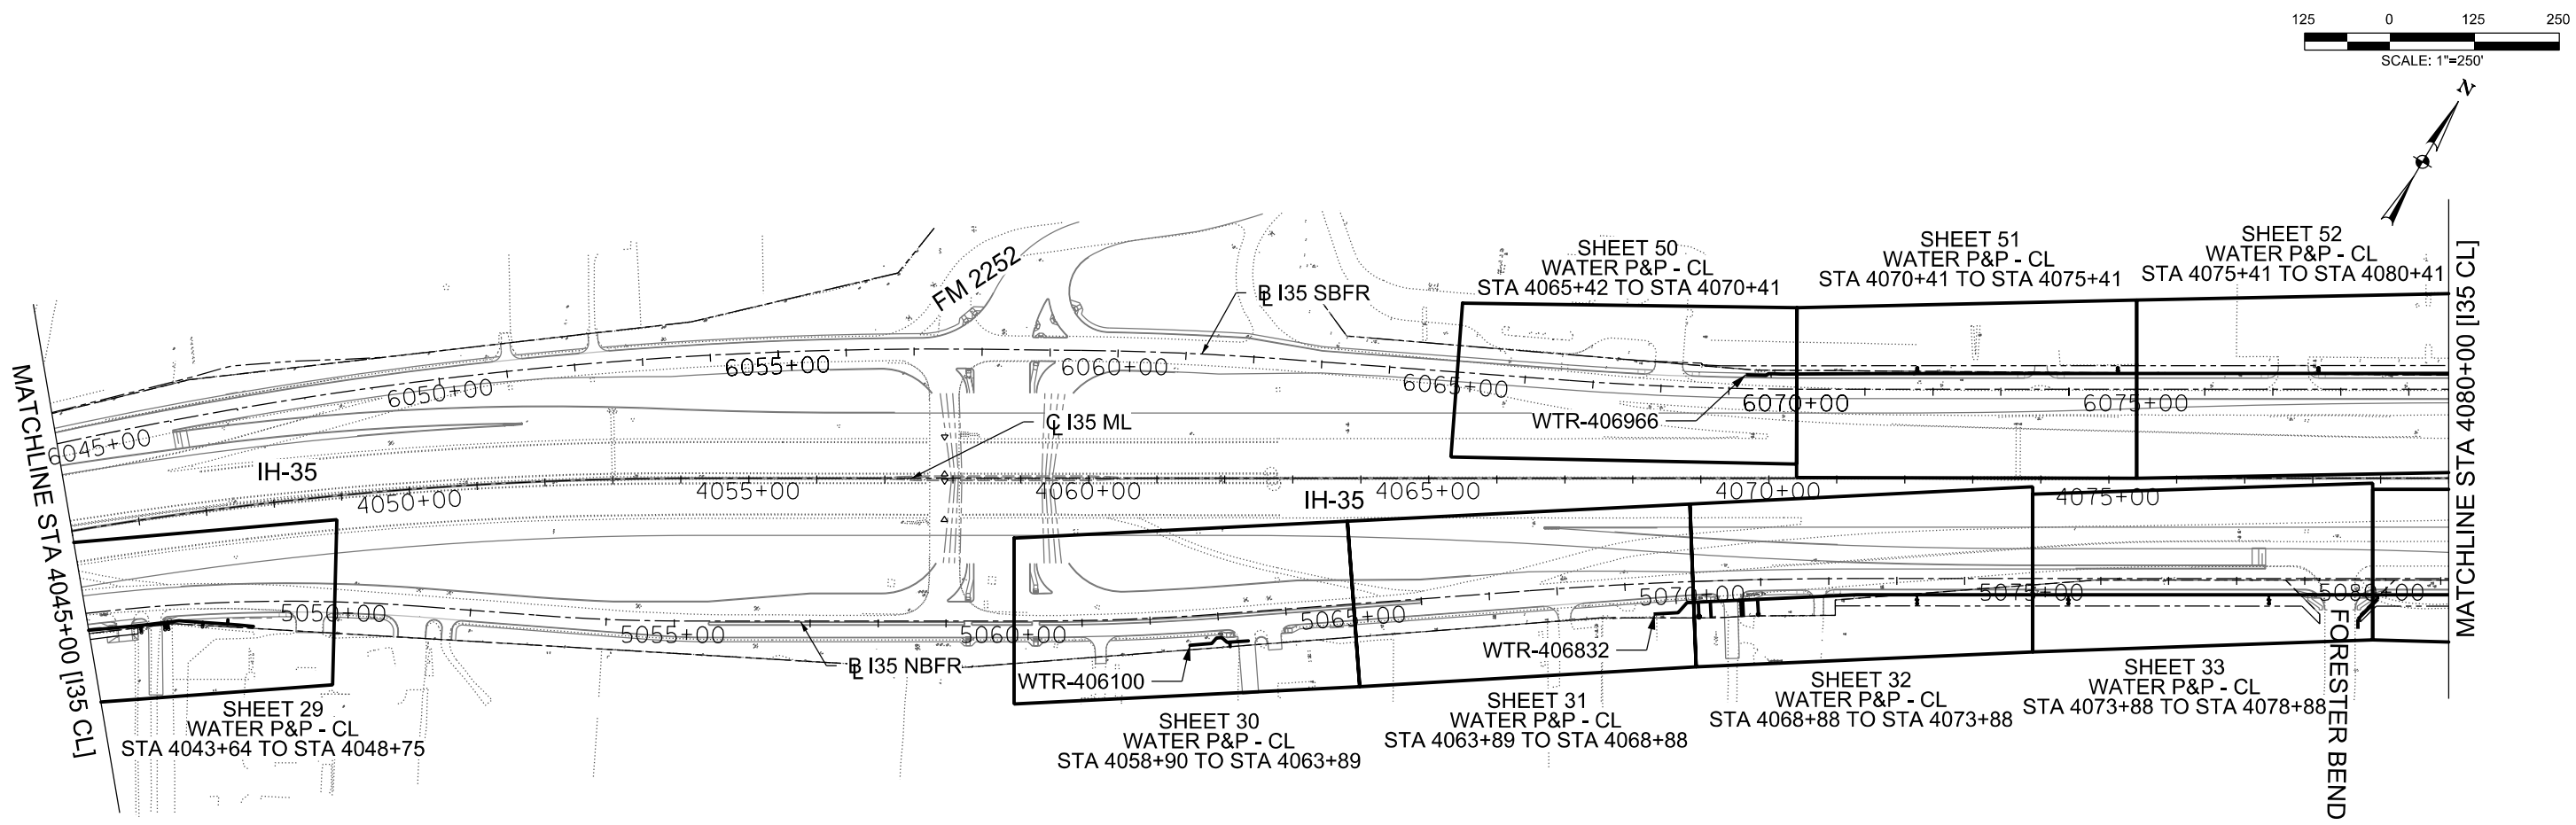 125 0 125 250
SCALE: 1"=250'
N
SHEET 50
WATER P&P - CL
STA 4065+42 TO STA 4070+41
SHEET 51
WATER P&P - CL
STA 4070+41 TO STA 4075+41
SHEET 52
WATER P&P - CL
STA 4075+41 TO STA 4080+41
FM 2252
BL I35 SBFR
6045+00
6050+00
6055+00
6060+00
6065+00
6070+00
6075+00
WTR-406966
CL I35 ML
IH-35
IH-35
4050+00
4055+00
4060+00
4065+00
4070+00
4075+00
MATCHLINE STA 4045+00 [I35 CL]
MATCHLINE STA 4080+00 [I35 CL]
5050+00
5055+00
5060+00
5065+00
5070+00
5075+00
5080+00
BL I35 NBFR
WTR-406100
WTR-406832
FORESTER BEND
SHEET 29
WATER P&P - CL
STA 4043+64 TO STA 4048+75
SHEET 30
WATER P&P - CL
STA 4058+90 TO STA 4063+89
SHEET 31
WATER P&P - CL
STA 4063+89 TO STA 4068+88
SHEET 32
WATER P&P - CL
STA 4068+88 TO STA 4073+88
SHEET 33
WATER P&P - CL
STA 4073+88 TO STA 4078+88